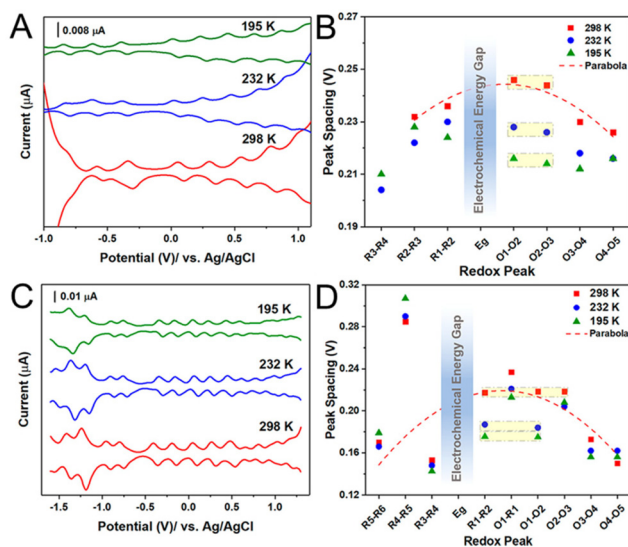 A
0.008 μA
195 K
232 K
298 K
Current (μA)
-1.0
-0.5
0.0
0.5
1.0
Potential (V)/ vs. Ag/AgCl
B
0.27
0.25
0.23
0.21
0.19
Peak Spacing (V)
298 K
232 K
195 K
Parabola
Electrochemical Energy Gap
R3-R4
R2-R3
R1-R2
Eg
O1-O2
O2-O3
O3-O4
O4-O5
Redox Peak
C
0.01 μA
195 K
232 K
298 K
Current (μA)
-1.5
-1.0
-0.5
0.0
0.5
1.0
Potential (V)/ vs. Ag/AgCl
D
0.32
0.28
0.24
0.20
0.16
0.12
Peak Spacing (V)
298 K
232 K
195 K
Parabola
Electrochemical Energy Gap
R5-R6
R4-R5
R3-R4
Eg
R1-R2
O1-R1
O1-O2
O2-O3
O3-O4
O4-O5
Redox Peak